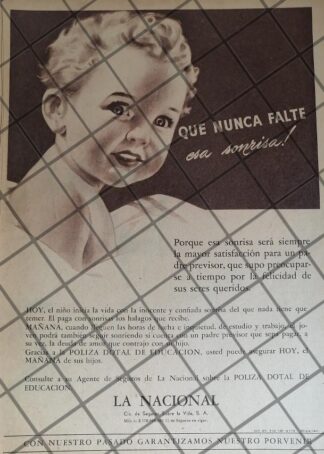 QUE NUNCA FALTE
esa sonrisa!
Porque esa sonrisa será siempre
la mayor satisfacción para un pa-
dre previsor, que supo preocupar-
se a tiempo por la felicidad de
sus seres queridos.
HOY, el niño inicia la vida con la inocente y confiada sonrisa del que nada tiene que
temer. El paga con sonrisas los halagos que recibe.
MAÑANA, cuando lleguen las horas de lucha e inquietud, de estudio y trabajo, el jo-
ven podrá también seguir sonriendo si cuenta con un padre previsor que sepa pagar, a
su vez, la deuda de amor que contrajo con su hijo.
Gracias a la POLIZA DOTAL DE EDUCACION, usted puede asegurar HOY, el
MAÑANA de sus hijos.
Consulte a su Agente de Seguros de La Nacional sobre la POLIZA DOTAL DE
EDUCACION.
LA NACIONAL
Cía. de Seguros Sobre la Vida, S. A.
CON NUESTRO PASADO GARANTIZAMOS NUESTRO PORVENIR